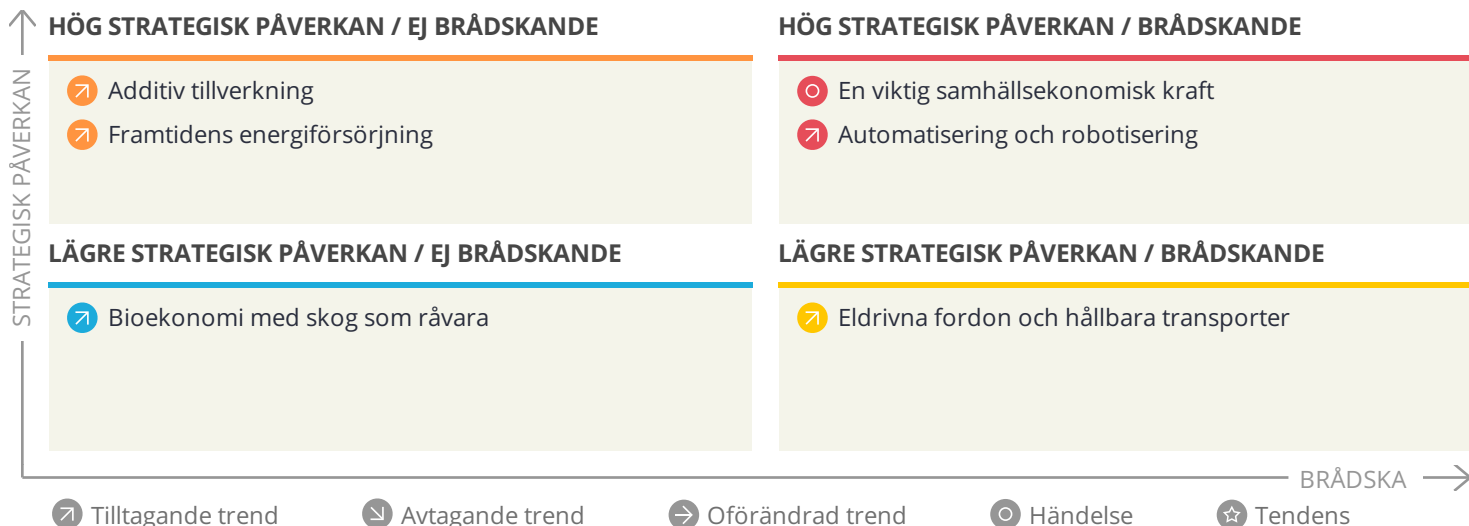 HÖG STRATEGISK PÅVERKAN / EJ BRÅDSKANDE
Additiv tillverkning
Framtidens energiförsörjning
HÖG STRATEGISK PÅVERKAN / BRÅDSKANDE
En viktig samhällsekonomisk kraft
Automatisering och robotisering
STRATEGISK PÅVERKAN
LÄGRE STRATEGISK PÅVERKAN / EJ BRÅDSKANDE
Bioekonomi med skog som råvara
LÄGRE STRATEGISK PÅVERKAN / BRÅDSKANDE
Eldrivna fordon och hållbara transporter
BRÅDSKA
Tilltagande trend
Avtagande trend
Oförändrad trend
Händelse
Tendens